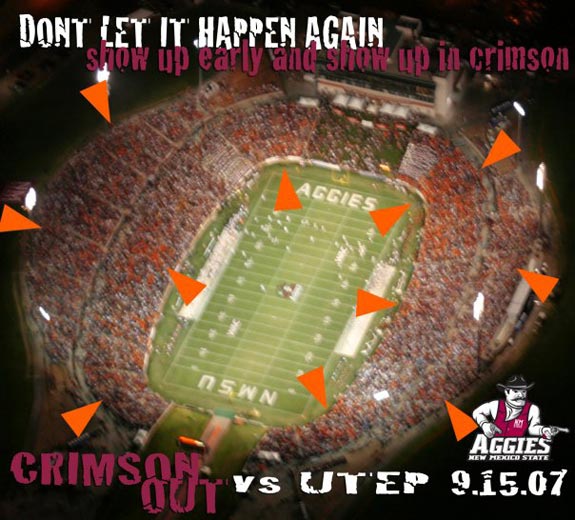 DONT LET IT HAPPEN AGAIN
show up early and show up in crimson
AGGIES
NMSU
NM
AGGIES
NEW MEXICO STATE
CRIMSON
OUT vs UTEP 9.15.07